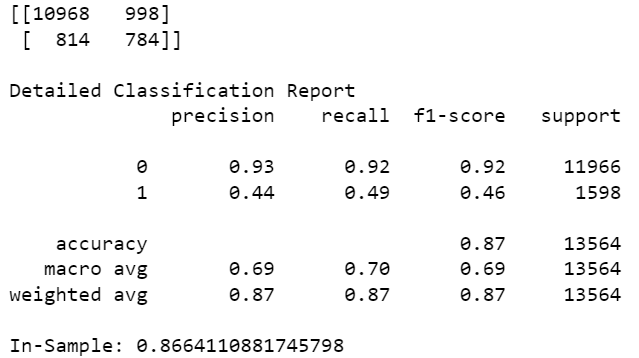 [[10968 998]
[ 814 784]]
Detailed Classification Report
precision recall f1-score support
0 0.93 0.92 0.92 11966
1 0.44 0.49 0.46 1598
accuracy 0.87 13564
macro avg 0.69 0.70 0.69 13564
weighted avg 0.87 0.87 0.87 13564
In-Sample: 0.8664110881745798